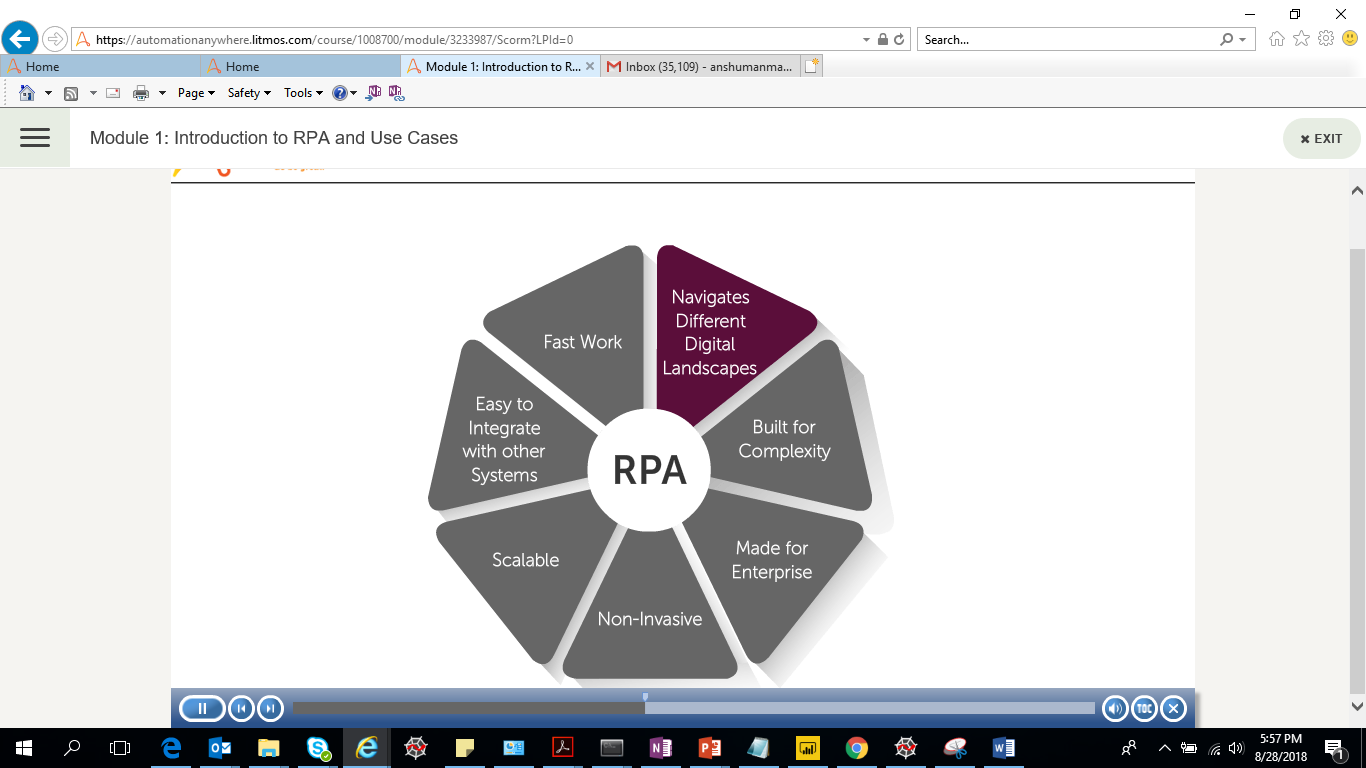 https://automationanywhere.litmos.com/course/1008700/module/3233987/Scorm?LPId=0
Search...
Home
Home
Module 1: Introduction to R...
Inbox (35,109) - anshumanma...
Page
Safety
Tools
Module 1: Introduction to RPA and Use Cases
EXIT
Navigates
Different
Digital
Landscapes
Built for
Complexity
Made for
Enterprise
Non-Invasive
Scalable
Easy to
Integrate
with other
Systems
Fast Work
RPA
TOC
5:57 PM
8/28/2018
1